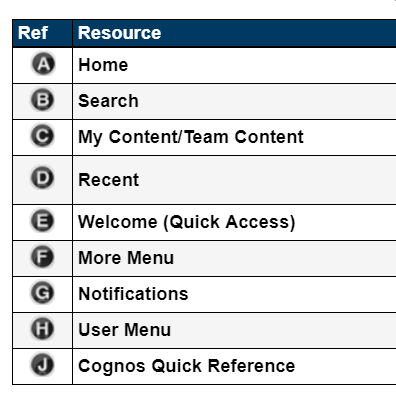 Ref Resource
A Home
B Search
C My Content/Team Content
D Recent
E Welcome (Quick Access)
F More Menu
G Notifications
H User Menu
J Cognos Quick Reference